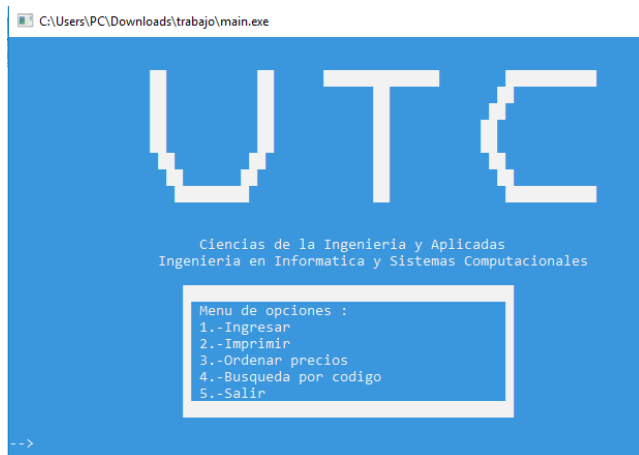 C:\Users\PC\Downloads\trabajo\main.exe
UTC
Ciencias de la Ingenieria y Aplicadas
Ingenieria en Informatica y Sistemas Computacionales
Menu de opciones :
1.-Ingresar
2.-Imprimir
3.-Ordenar precios
4.-Busqueda por codigo
5.-Salir
-->